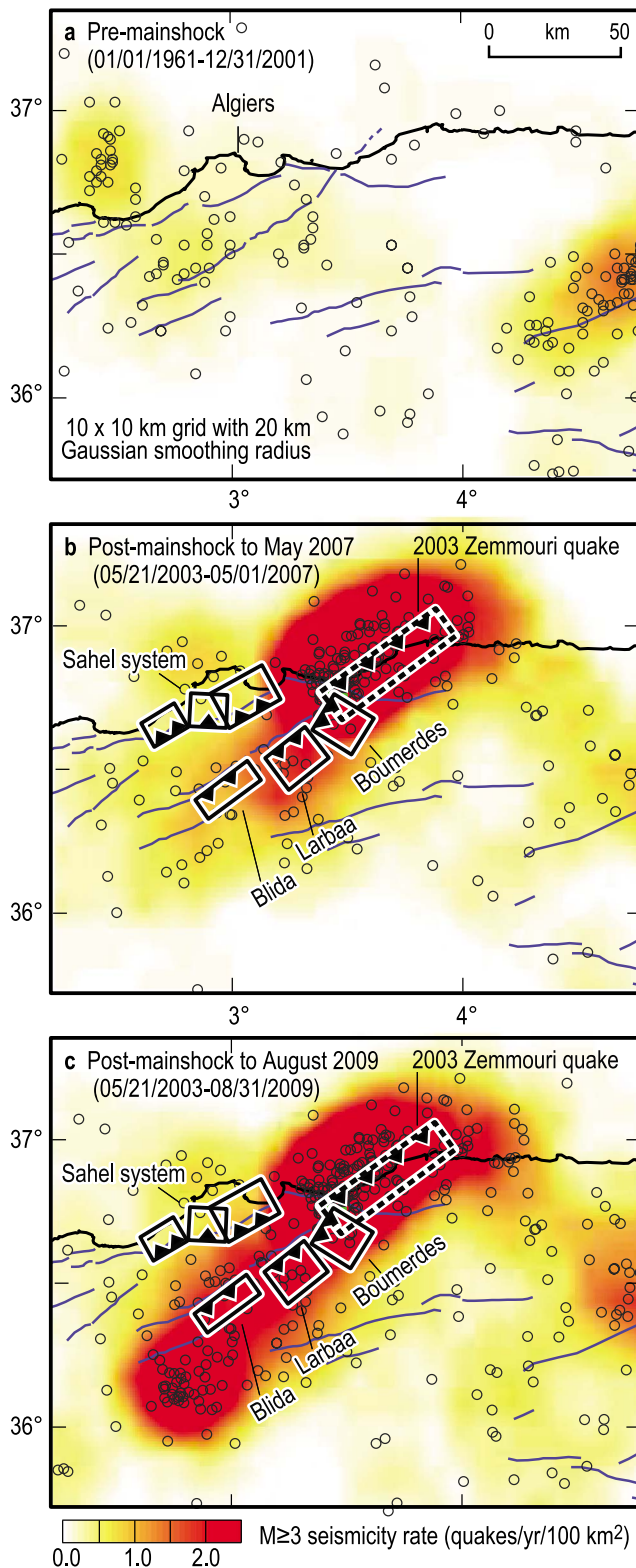 a Pre-mainshock
(01/01/1961-12/31/2001)
0 km 50
37°
Algiers
36°
10 x 10 km grid with 20 km
Gaussian smoothing radius
3° 4°
b Post-mainshock to May 2007
(05/21/2003-05/01/2007)
2003 Zemmouri quake
37°
Sahel system
Boumerdes
Larbaa
Blida
36°
3° 4°
c Post-mainshock to August 2009
(05/21/2003-08/31/2009)
2003 Zemmouri quake
37°
Sahel system
Boumerdes
Larbaa
Blida
36°
0.0 1.0 2.0
M≥3 seismicity rate (quakes/yr/100 km²)